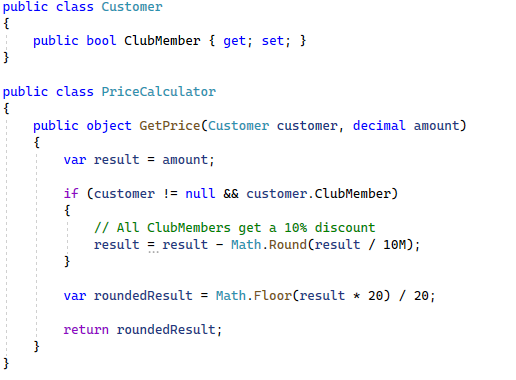 public class Customer
{
    public bool ClubMember { get; set; }
}

public class PriceCalculator
{
    public object GetPrice(Customer customer, decimal amount)
    {
        var result = amount;

        if (customer != null && customer.ClubMember)
        {
            // All ClubMembers get a 10% discount
            result = result - Math.Round(result / 10M);
        }

        var roundedResult = Math.Floor(result * 20) / 20;

        return roundedResult;
    }
}